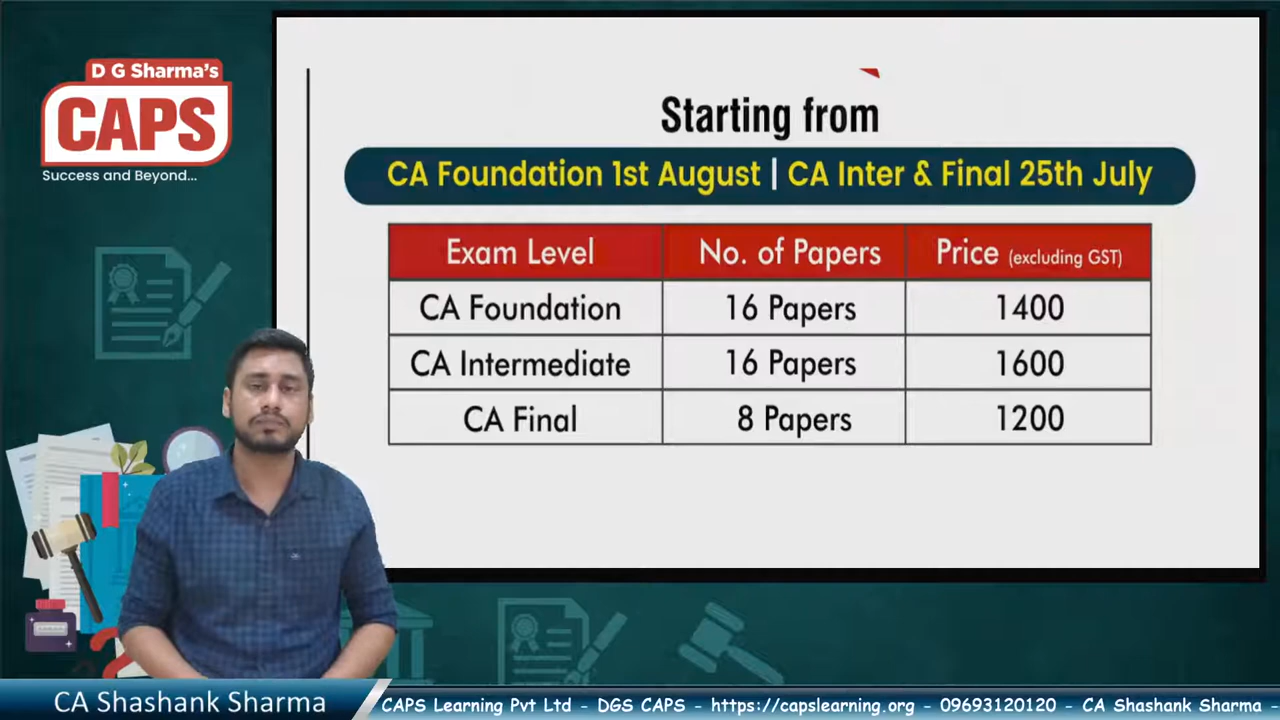 D G Sharma's
CAPS
Success and Beyond...
Starting from
CA Foundation 1st August | CA Inter & Final 25th July
Exam Level No. of Papers Price (excluding GST)
CA Foundation 16 Papers 1400
CA Intermediate 16 Papers 1600
CA Final 8 Papers 1200
CA Shashank Sharma
CAPS Learning Pvt Ltd - DGS CAPS - https://capslearning.org - 09693120120 - CA Shashank Sharma -